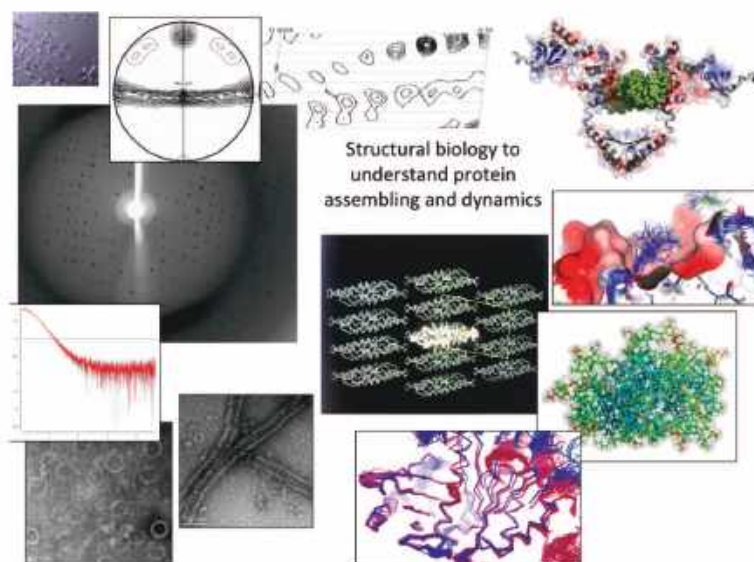 Structural biology to
understand protein
assembling and dynamics